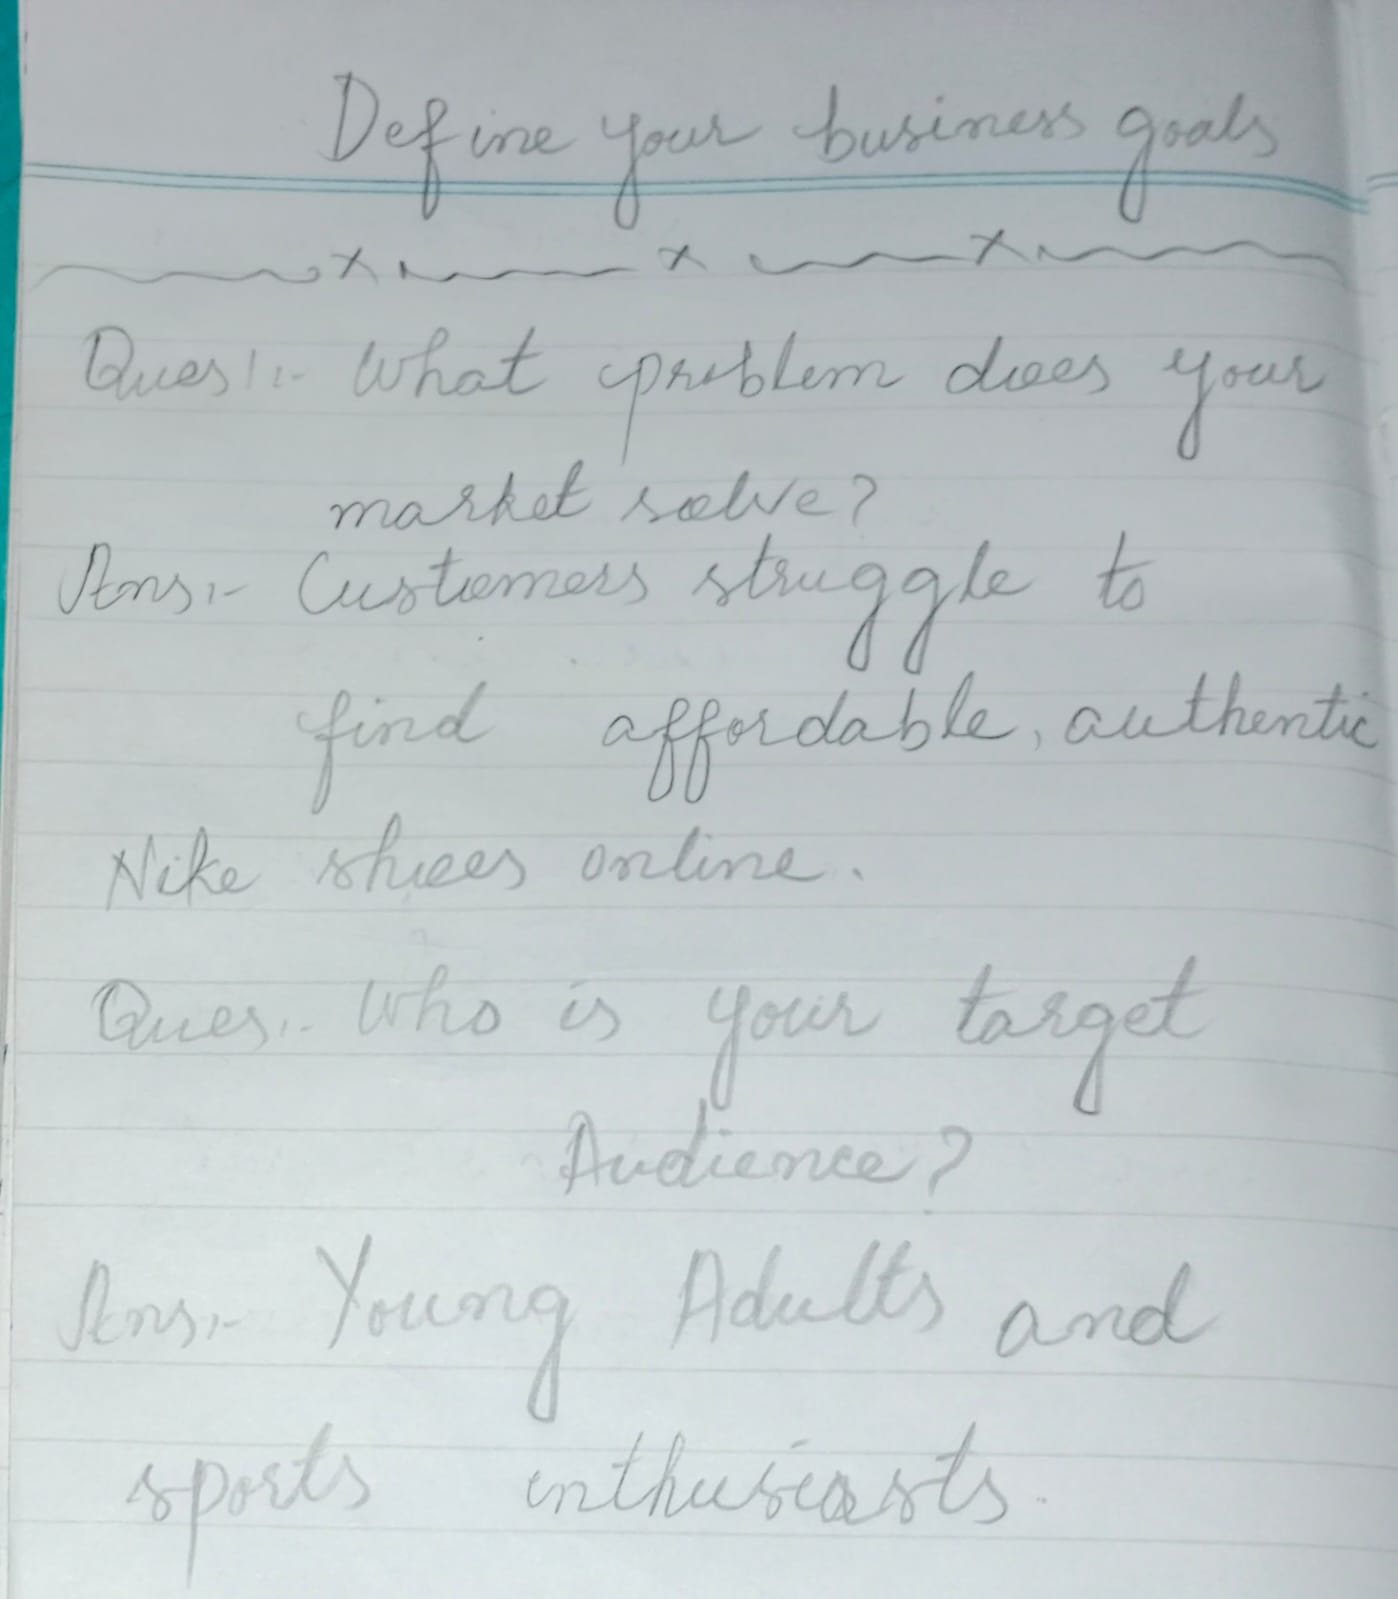 Define your business goals
Ques1:- What problem does your
market solve?
Ans:- Customers struggle to
find affordable, authentic
Nike shoes online.
Ques:- Who is your target
Audience?
Ans:- Young Adults and
sports enthusiasts.